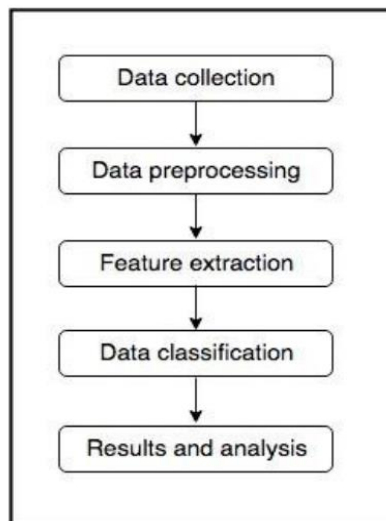 Data collection
Data preprocessing
Feature extraction
Data classification
Results and analysis